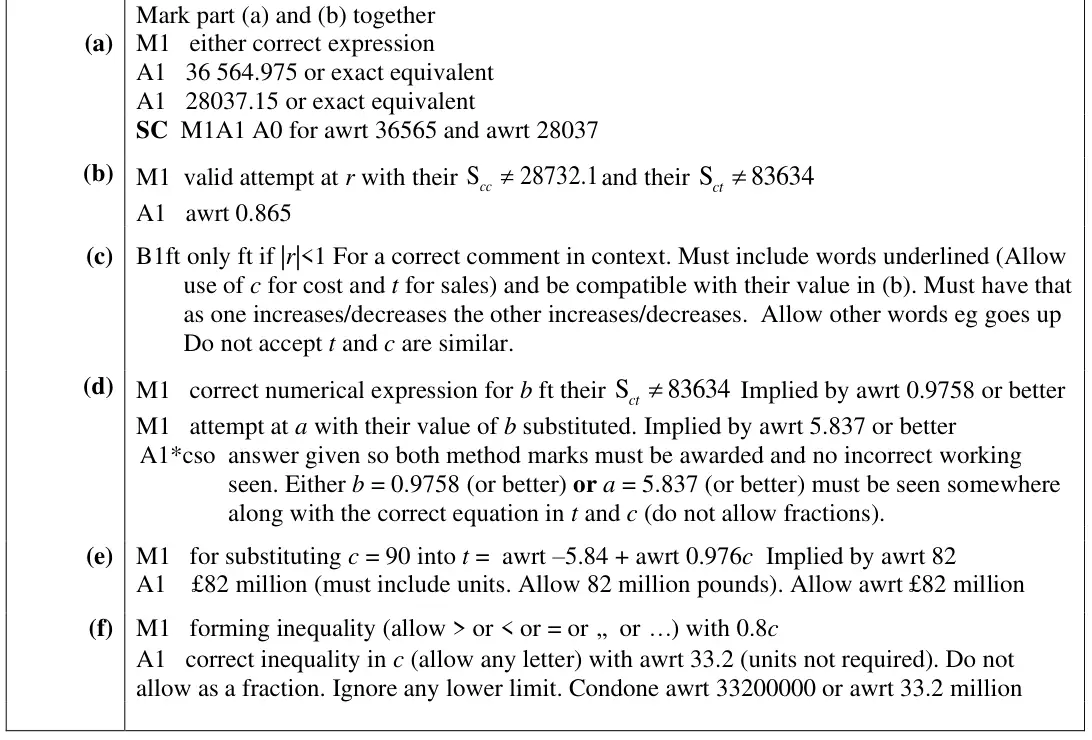 Mark part (a) and (b) together
(a) M1 either correct expression
A1 36 564.975 or exact equivalent
A1 28037.15 or exact equivalent
SC M1A1 A0 for awrt 36565 and awrt 28037
(b) M1 valid attempt at r with their S_cc ≠ 28732.1 and their S_ct ≠ 83634
A1 awrt 0.865
(c) B1ft only ft if |r|<1 For a correct comment in context. Must include words underlined (Allow
use of c for cost and t for sales) and be compatible with their value in (b). Must have that
as one increases/decreases the other increases/decreases. Allow other words eg goes up
Do not accept t and c are similar.
(d) M1 correct numerical expression for b ft their S_ct ≠ 83634 Implied by awrt 0.9758 or better
M1 attempt at a with their value of b substituted. Implied by awrt 5.837 or better
A1*cso answer given so both method marks must be awarded and no incorrect working
seen. Either b = 0.9758 (or better) or a = 5.837 (or better) must be seen somewhere
along with the correct equation in t and c (do not allow fractions).
(e) M1 for substituting c = 90 into t = awrt –5.84 + awrt 0.976c Implied by awrt 82
A1 £82 million (must include units. Allow 82 million pounds). Allow awrt £82 million
(f) M1 forming inequality (allow > or < or = or „ or …) with 0.8c
A1 correct inequality in c (allow any letter) with awrt 33.2 (units not required). Do not
allow as a fraction. Ignore any lower limit. Condone awrt 33200000 or awrt 33.2 million